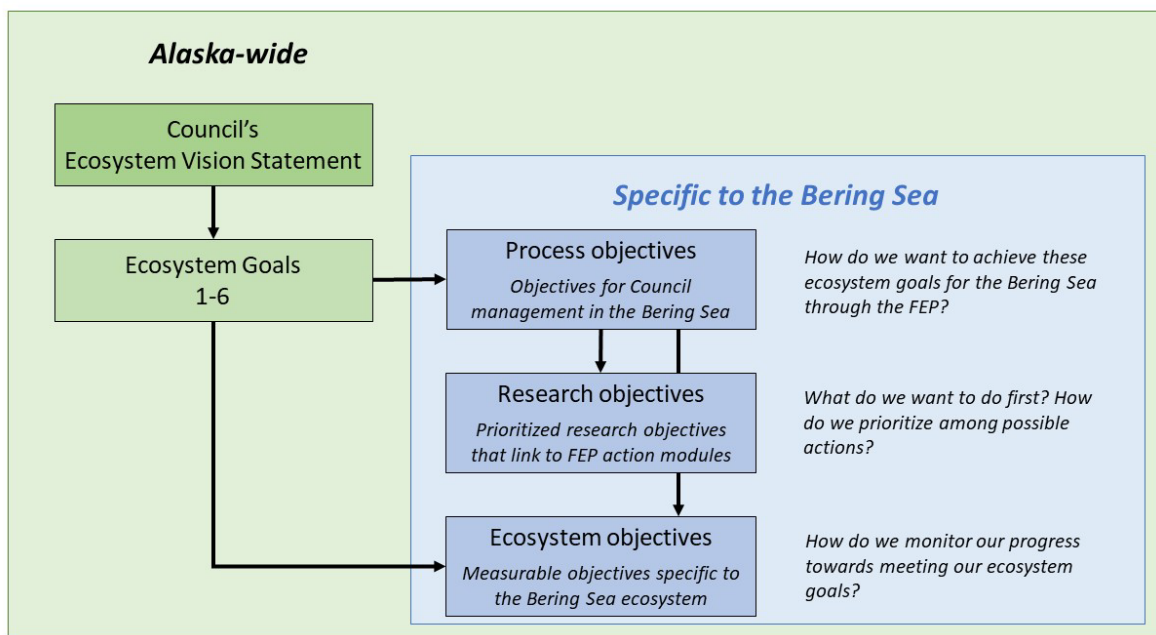 Alaska-wide
Council’s
Ecosystem Vision Statement
Ecosystem Goals
1-6
Specific to the Bering Sea
Process objectives
Objectives for Council
management in the Bering Sea
How do we want to achieve these
ecosystem goals for the Bering Sea
through the FEP?
Research objectives
Prioritized research objectives
that link to FEP action modules
What do we want to do first? How
do we prioritize among possible
actions?
Ecosystem objectives
Measurable objectives specific to
the Bering Sea ecosystem
How do we monitor our progress
towards meeting our ecosystem
goals?